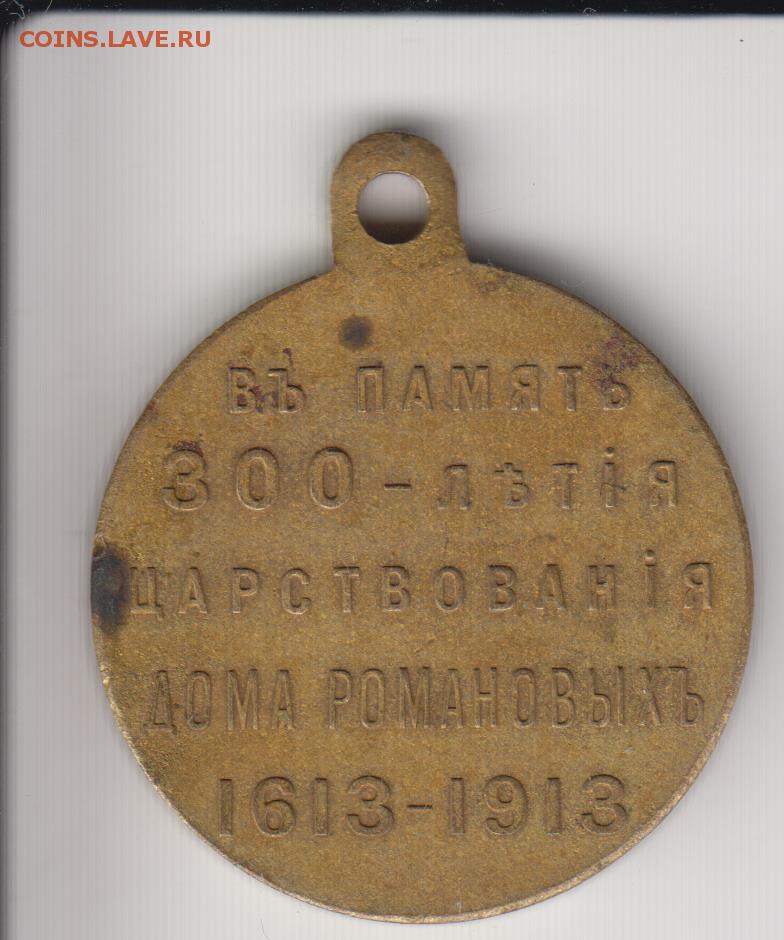 COINS.LAVE.RU
ВЪ ПАМЯТЬ
300-лѣтія
ЦАРСТВОВАНІЯ
ДОМА РОМАНОВЫХЪ
1613-1913